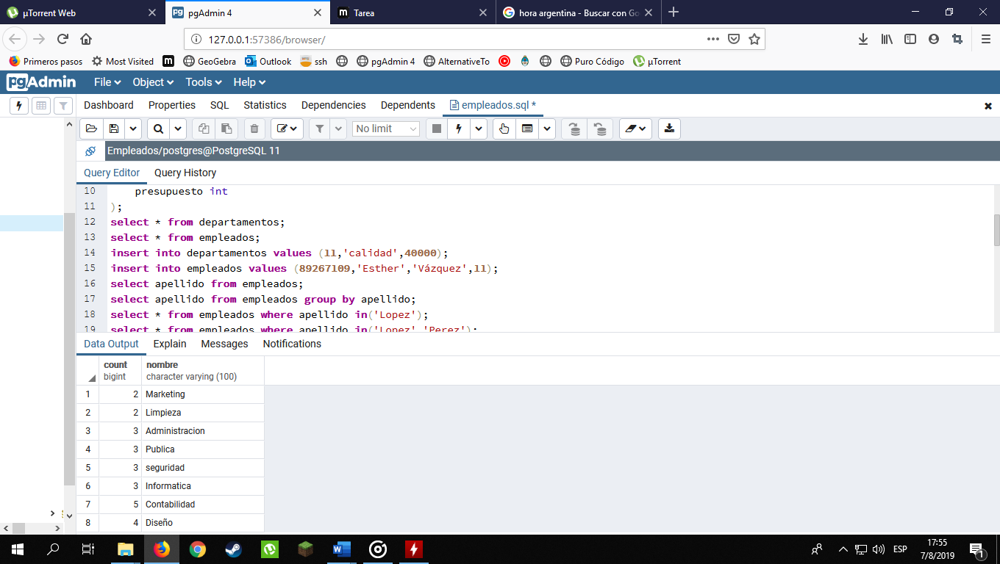 µTorrent Web
pgAdmin 4
Tarea
hora argentina - Buscar con Go
127.0.0.1:57386/browser/
Primeros pasos
Most Visited
GeoGebra
Outlook
ssh
pgAdmin 4
AlternativeTo
Puro Código
µTorrent
pgAdmin
File
Object
Tools
Help
Dashboard
Properties
SQL
Statistics
Dependencies
Dependents
empleados.sql *
No limit
Empleados/postgres@PostgreSQL 11
Query Editor
Query History
10 presupuesto int
11 );
12 select * from departamentos;
13 select * from empleados;
14 insert into departamentos values (11,'calidad',40000);
15 insert into empleados values (89267109,'Esther','Vázquez',11);
16 select apellido from empleados;
17 select apellido from empleados group by apellido;
18 select * from empleados where apellido in('Lopez');
19 select * from empleados where apellido in('Lopez','Perez');
Data Output
Explain
Messages
Notifications
count nombre
bigint character varying (100)
1 2 Marketing
2 2 Limpieza
3 3 Administracion
4 3 Publica
5 3 seguridad
6 3 Informatica
7 5 Contabilidad
8 4 Diseño
ESP
17:55
7/8/2019
1